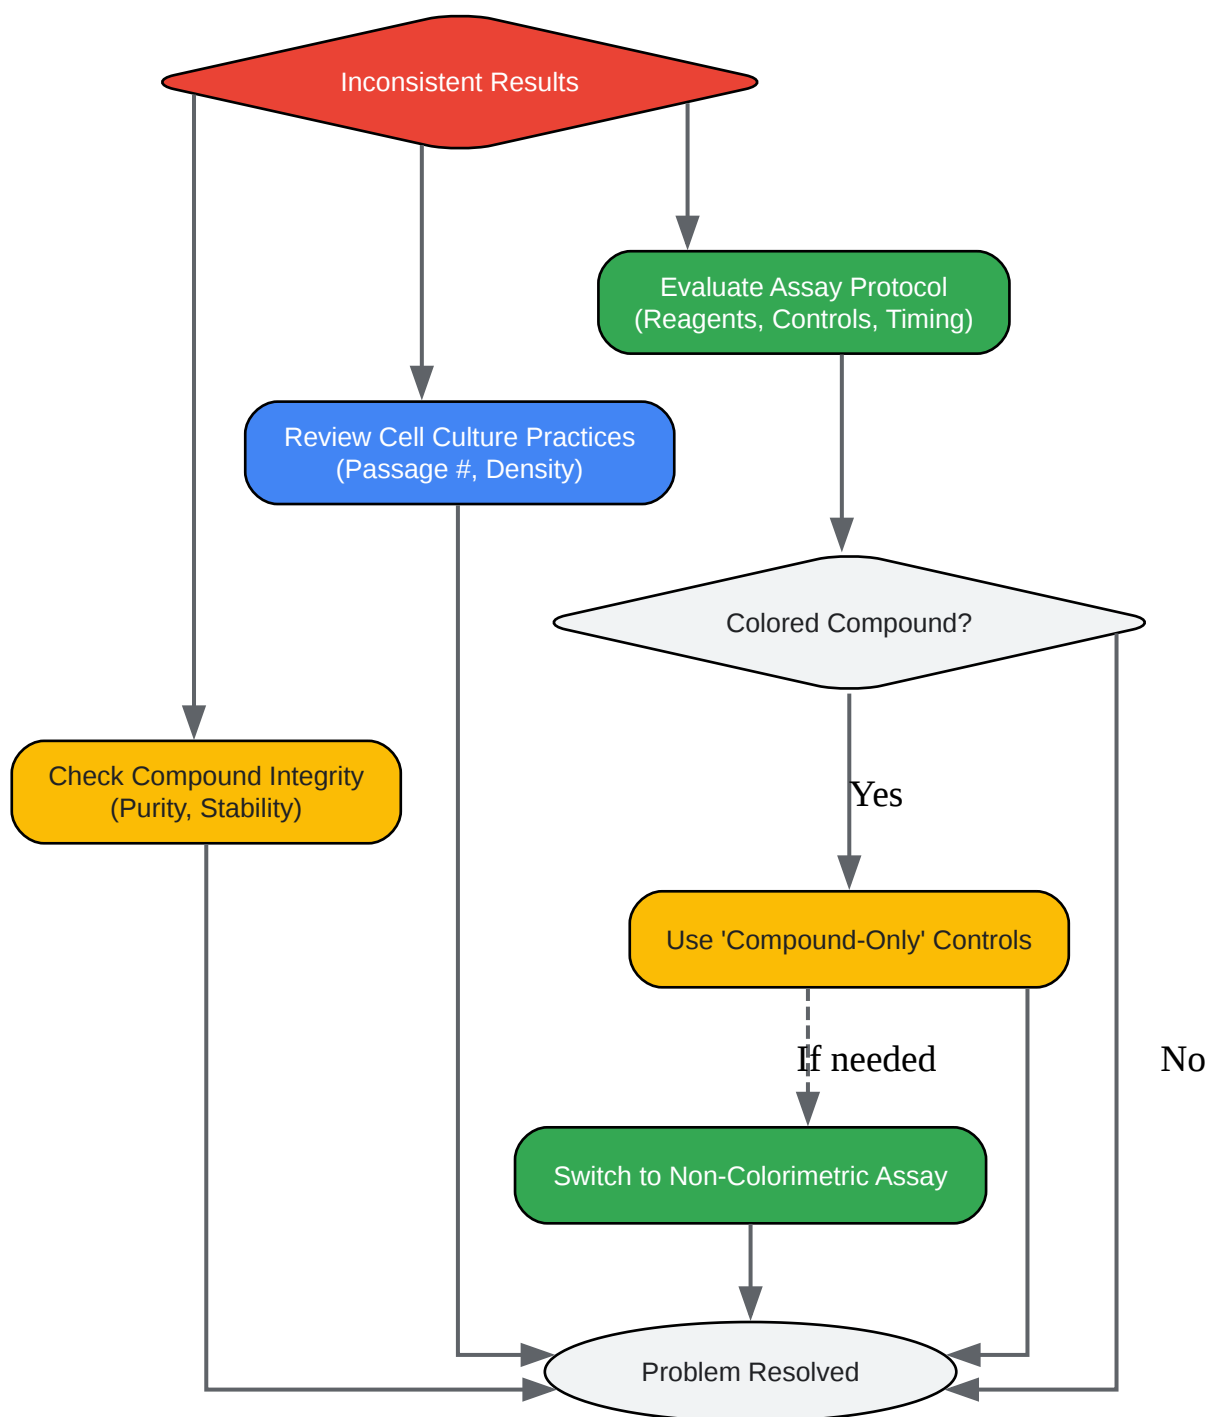 Inconsistent Results
Evaluate Assay Protocol
(Reagents, Controls, Timing)
Review Cell Culture Practices
(Passage #, Density)
Colored Compound?
Check Compound Integrity
(Purity, Stability)
Yes
Use 'Compound-Only' Controls
If needed
No
Switch to Non-Colorimetric Assay
Problem Resolved